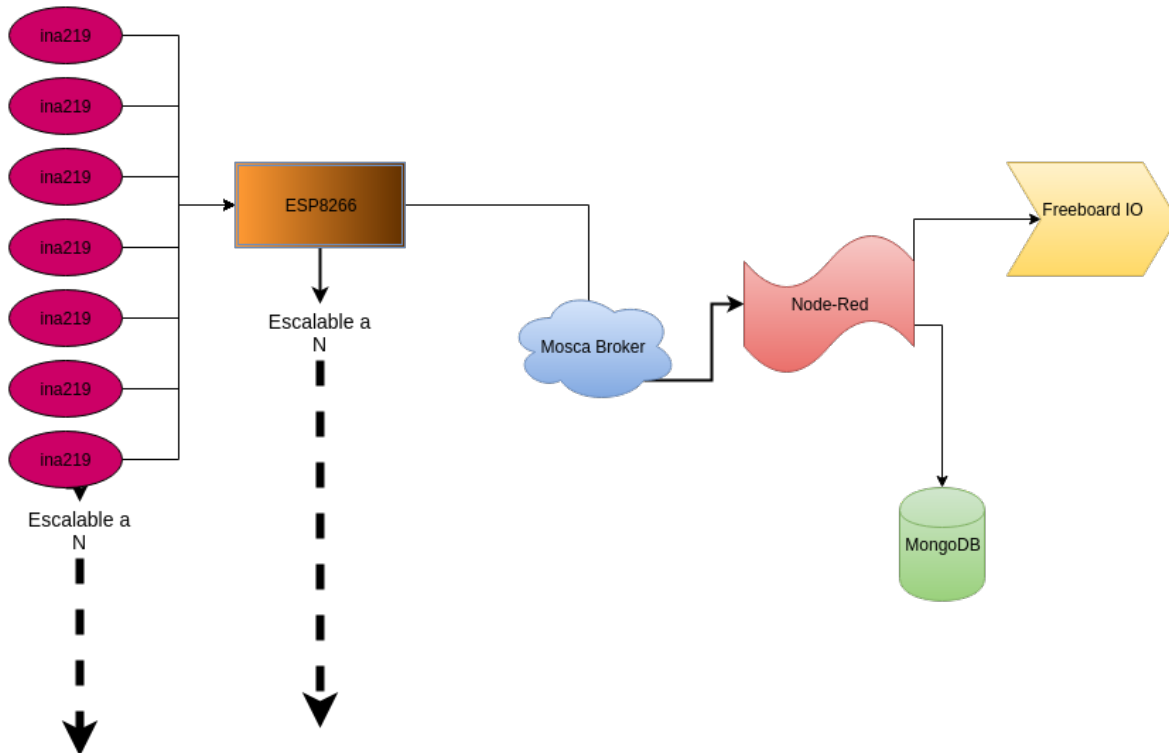 ina219
ina219
ina219
ina219
ina219
ina219
ina219
Escalable a
N
ESP8266
Escalable a
N
Mosca Broker
Node-Red
Freeboard IO
MongoDB